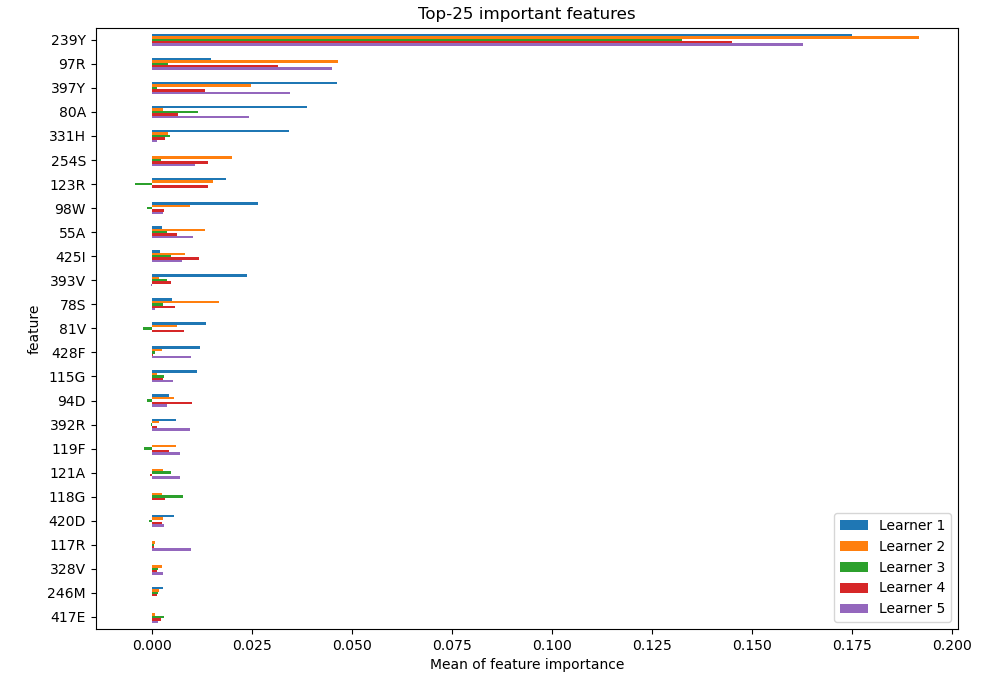 Top-25 important features
239Y
97R
397Y
80A
331H
254S
123R
98W
55A
425I
393V
78S
81V
428F
115G
94D
392R
119F
121A
118G
420D
117R
328V
246M
417E
feature
Learner 1
Learner 2
Learner 3
Learner 4
Learner 5
0.000 0.025 0.050 0.075 0.100 0.125 0.150 0.175 0.200
Mean of feature importance